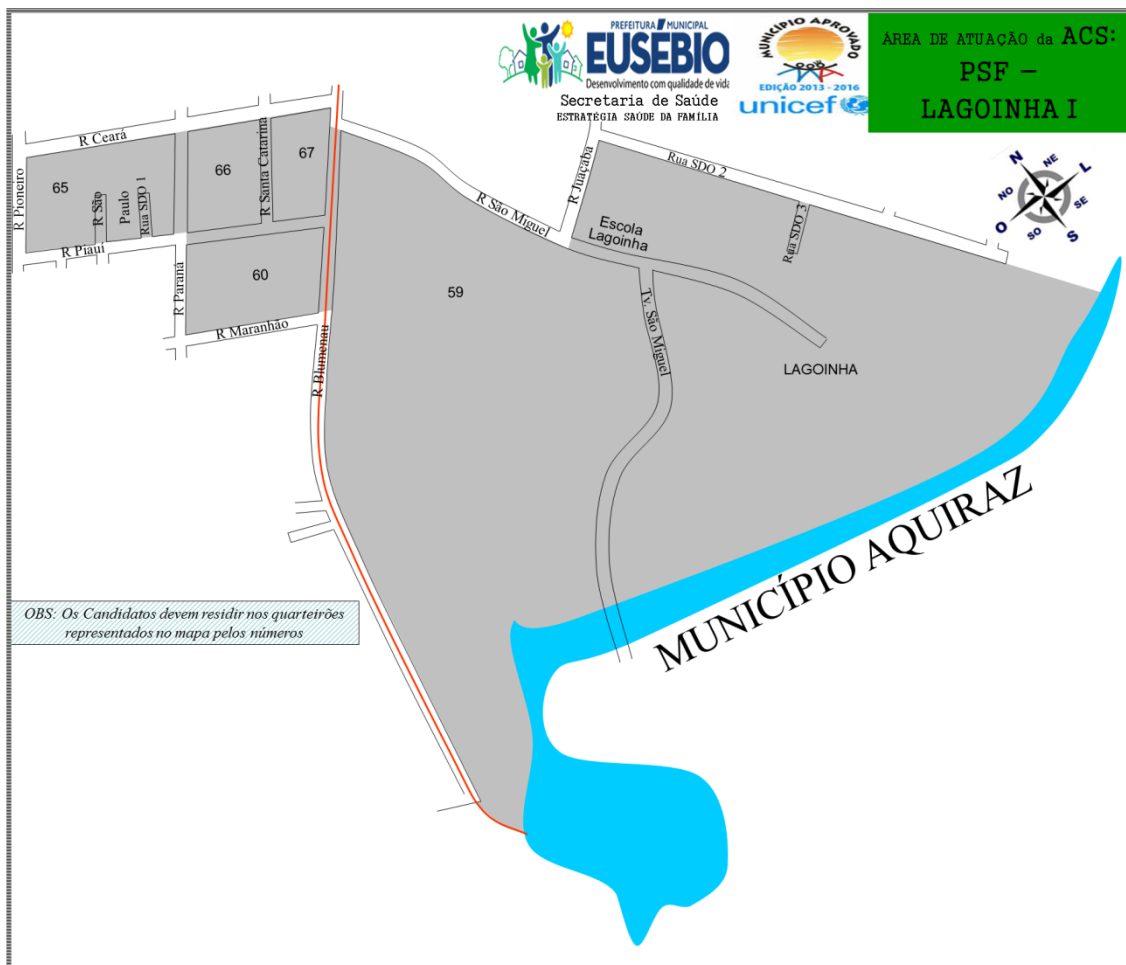 PREFEITURA MUNICIPAL
EUSÉBIO
Desenvolvimento com qualidade de vida
Secretaria de Saúde
ESTRATÉGIA SAÚDE DA FAMÍLIA
MUNICÍPIO APROVADO
EDIÇÃO 2013 - 2016
unicef
ÁREA DE ATUAÇÃO da ACS:
PSF –
LAGOINHA I
N
NE
L
SE
S
SO
O
NO
R Ceará
R Pioneiro
65
R São
Paulo
Rua SDO 1
R Piauí
66
R Santa Catarina
67
R Paraná
60
R Maranhão
R Blumenau
59
R São Miguel
R Juaçaba
Rua SDO 2
Escola
Lagoinha
Rua SDO 3
Tv. São Miguel
LAGOINHA
MUNICÍPIO AQUIRAZ
OBS: Os Candidatos devem residir nos quarteirões
representados no mapa pelos números